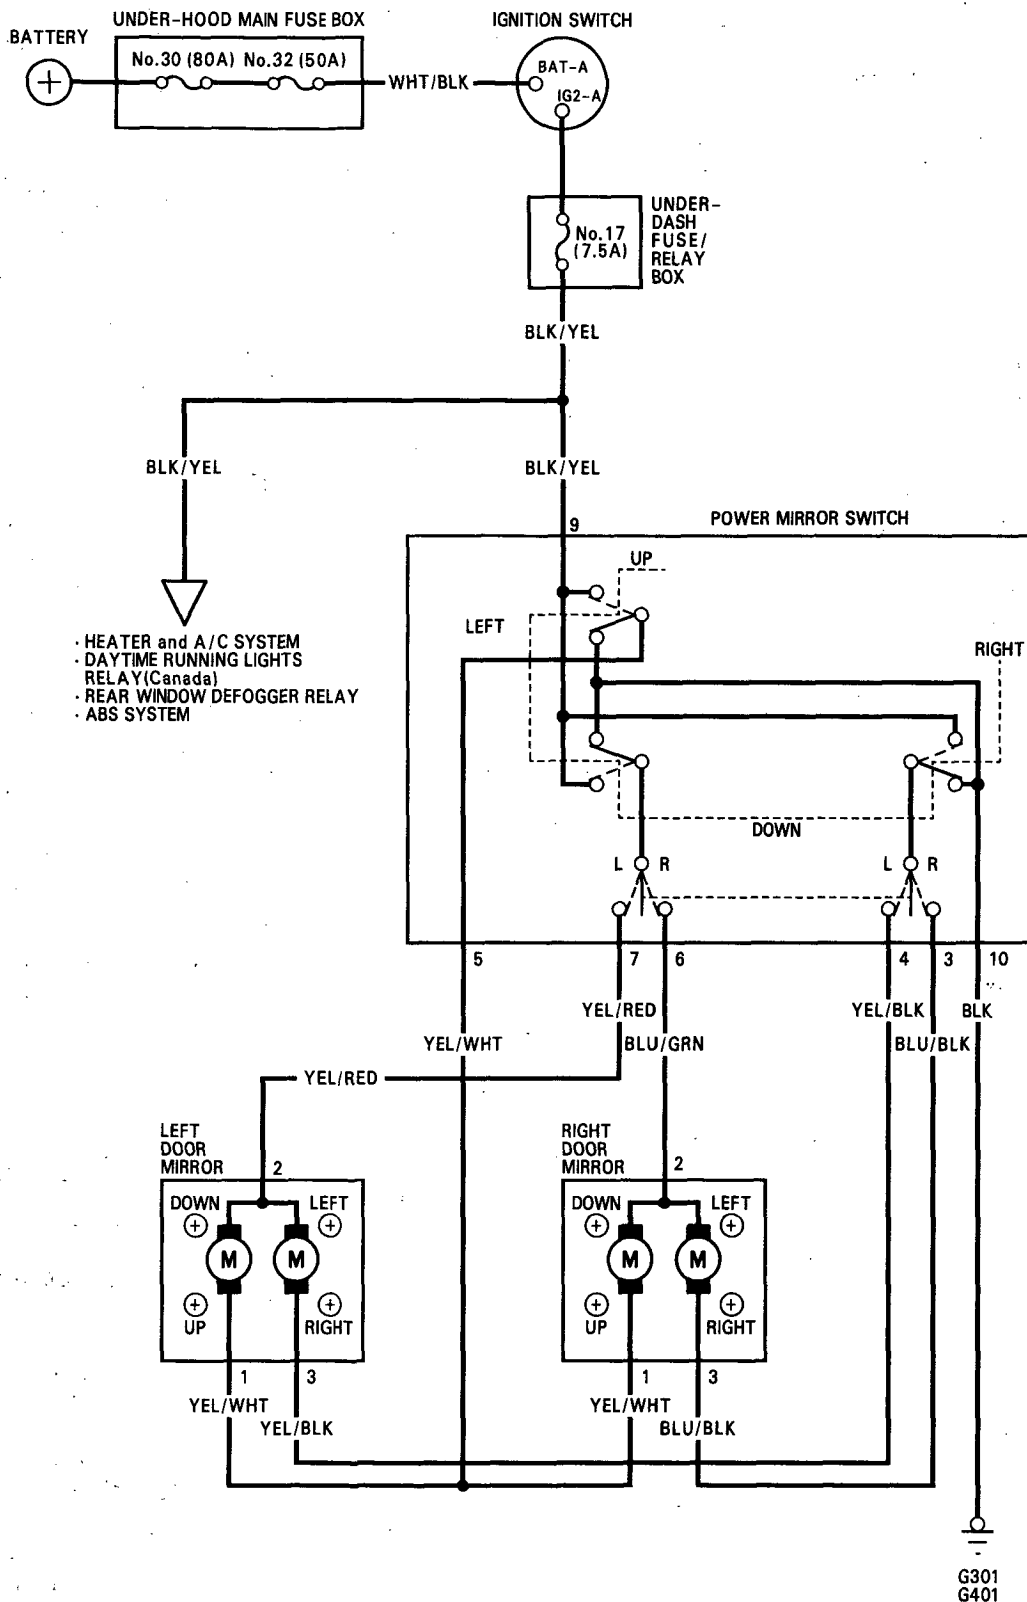 UNDER-HOOD MAIN FUSE BOX
IGNITION SWITCH
BATTERY
No.30 (80A) No.32 (50A)
+
WHT/BLK
BAT-A
IG2-A
UNDER-
DASH
FUSE/
RELAY
BOX
No.17
(7.5A)
BLK/YEL
BLK/YEL
BLK/YEL
9
POWER MIRROR SWITCH
UP
LEFT
RIGHT
· HEATER and A/C SYSTEM
· DAYTIME RUNNING LIGHTS
RELAY(Canada)
· REAR WINDOW DEFOGGER RELAY
· ABS SYSTEM
DOWN
L R
L R
5
7
6
4
3
10
YEL/RED
YEL/BLK
BLK
YEL/WHT
BLU/GRN
BLU/BLK
YEL/RED
LEFT
DOOR
MIRROR
2
RIGHT
DOOR
MIRROR
2
DOWN
LEFT
+
+
M
M
+
+
UP
RIGHT
DOWN
LEFT
+
+
M
M
+
+
UP
RIGHT
1
3
1
3
YEL/WHT
YEL/BLK
YEL/WHT
BLU/BLK
G301
G401